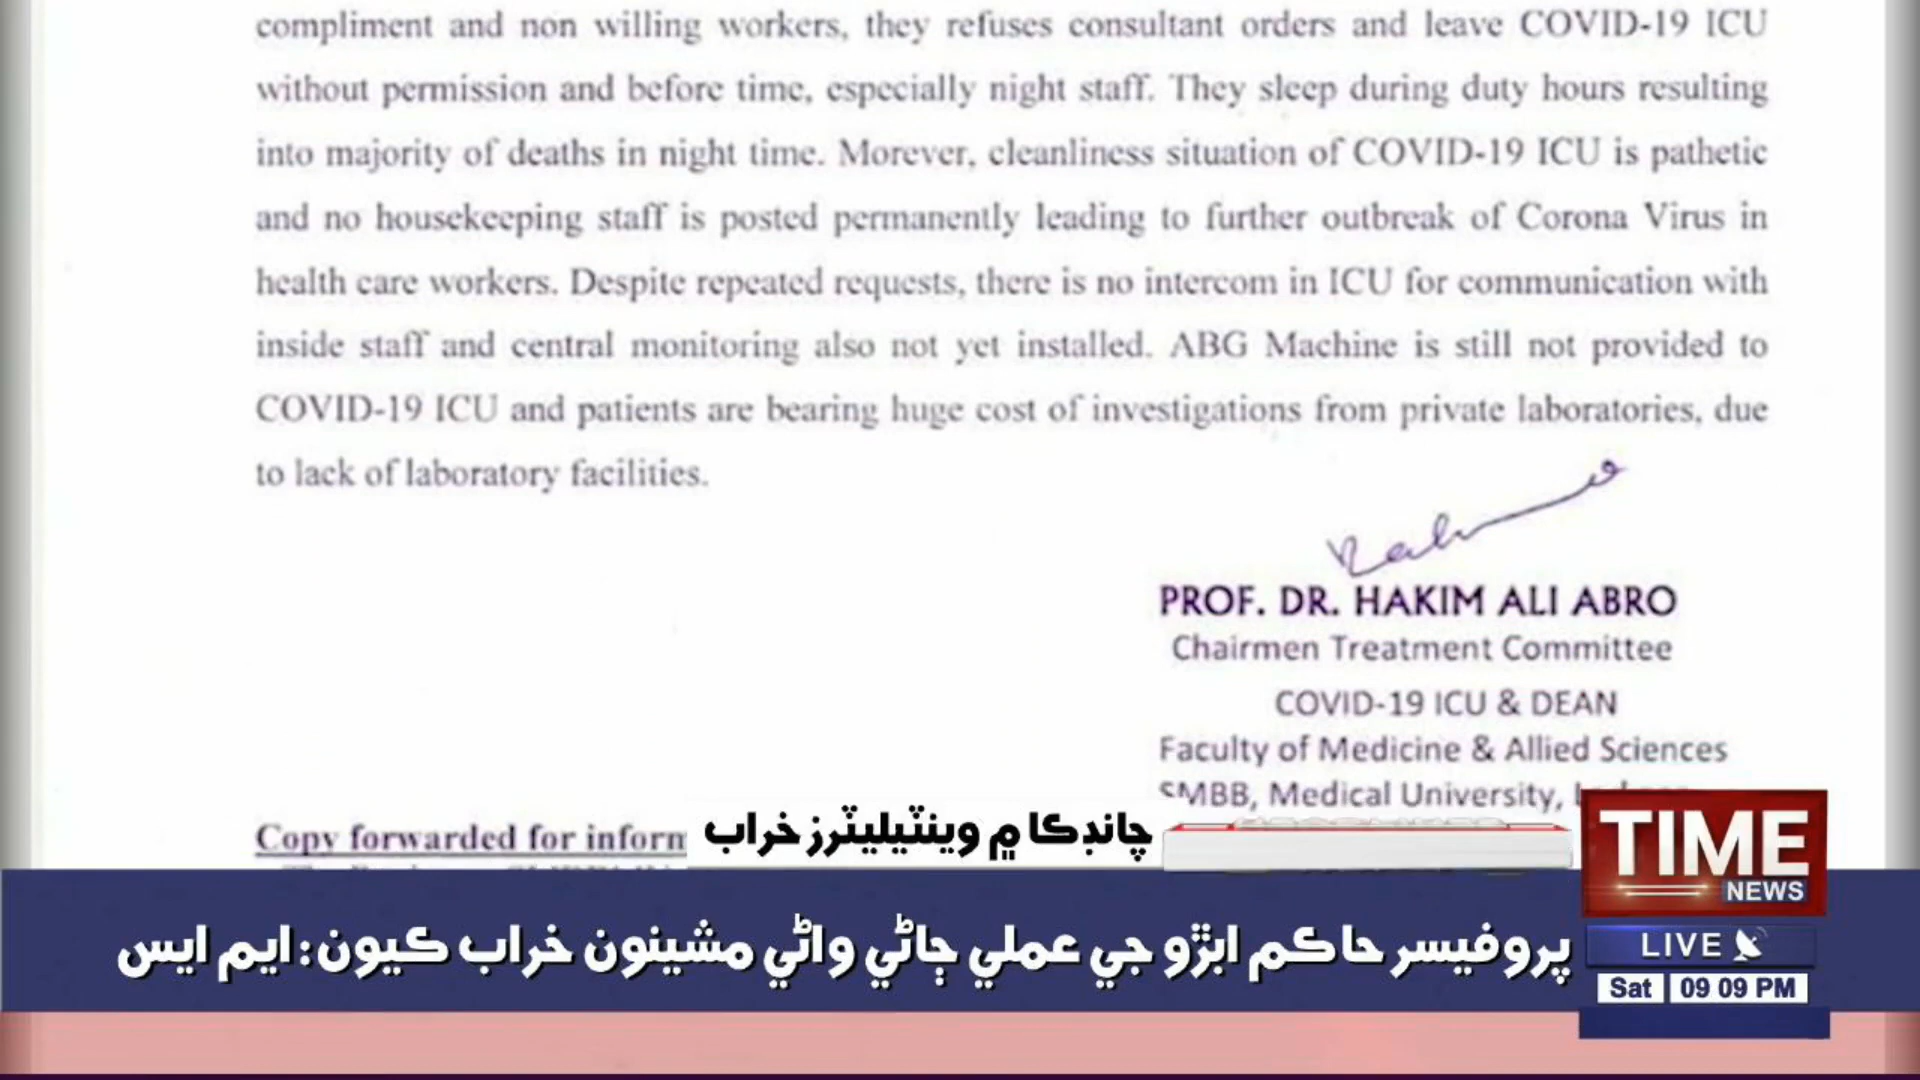 compliment and non willing workers, they refuses consultant orders and leave COVID-19 ICU
without permission and before time, especially night staff. They sleep during duty hours resulting
into majority of deaths in night time. Morever, cleanliness situation of COVID-19 ICU is pathetic
and no housekeeping staff is posted permanently leading to further outbreak of Corona Virus in
health care workers. Despite repeated requests, there is no intercom in ICU for communication with
inside staff and central monitoring also not yet installed. ABG Machine is still not provided to
COVID-19 ICU and patients are bearing huge cost of investigations from private laboratories, due
to lack of laboratory facilities.
PROF. DR. HAKIM ALI ABRO
Chairmen Treatment Committee
COVID-19 ICU & DEAN
Faculty of Medicine & Allied Sciences
SMBB, Medical University,
Copy forwarded for inform
چانڊڪا ۾ وينٽيليٽرز خراب
پروفيسر حاڪم ابڙو جي عملي ڄاڻي واڻي مشينون خراب ڪيون: ايم ايس
TIME
NEWS
LIVE
Sat 09 09 PM